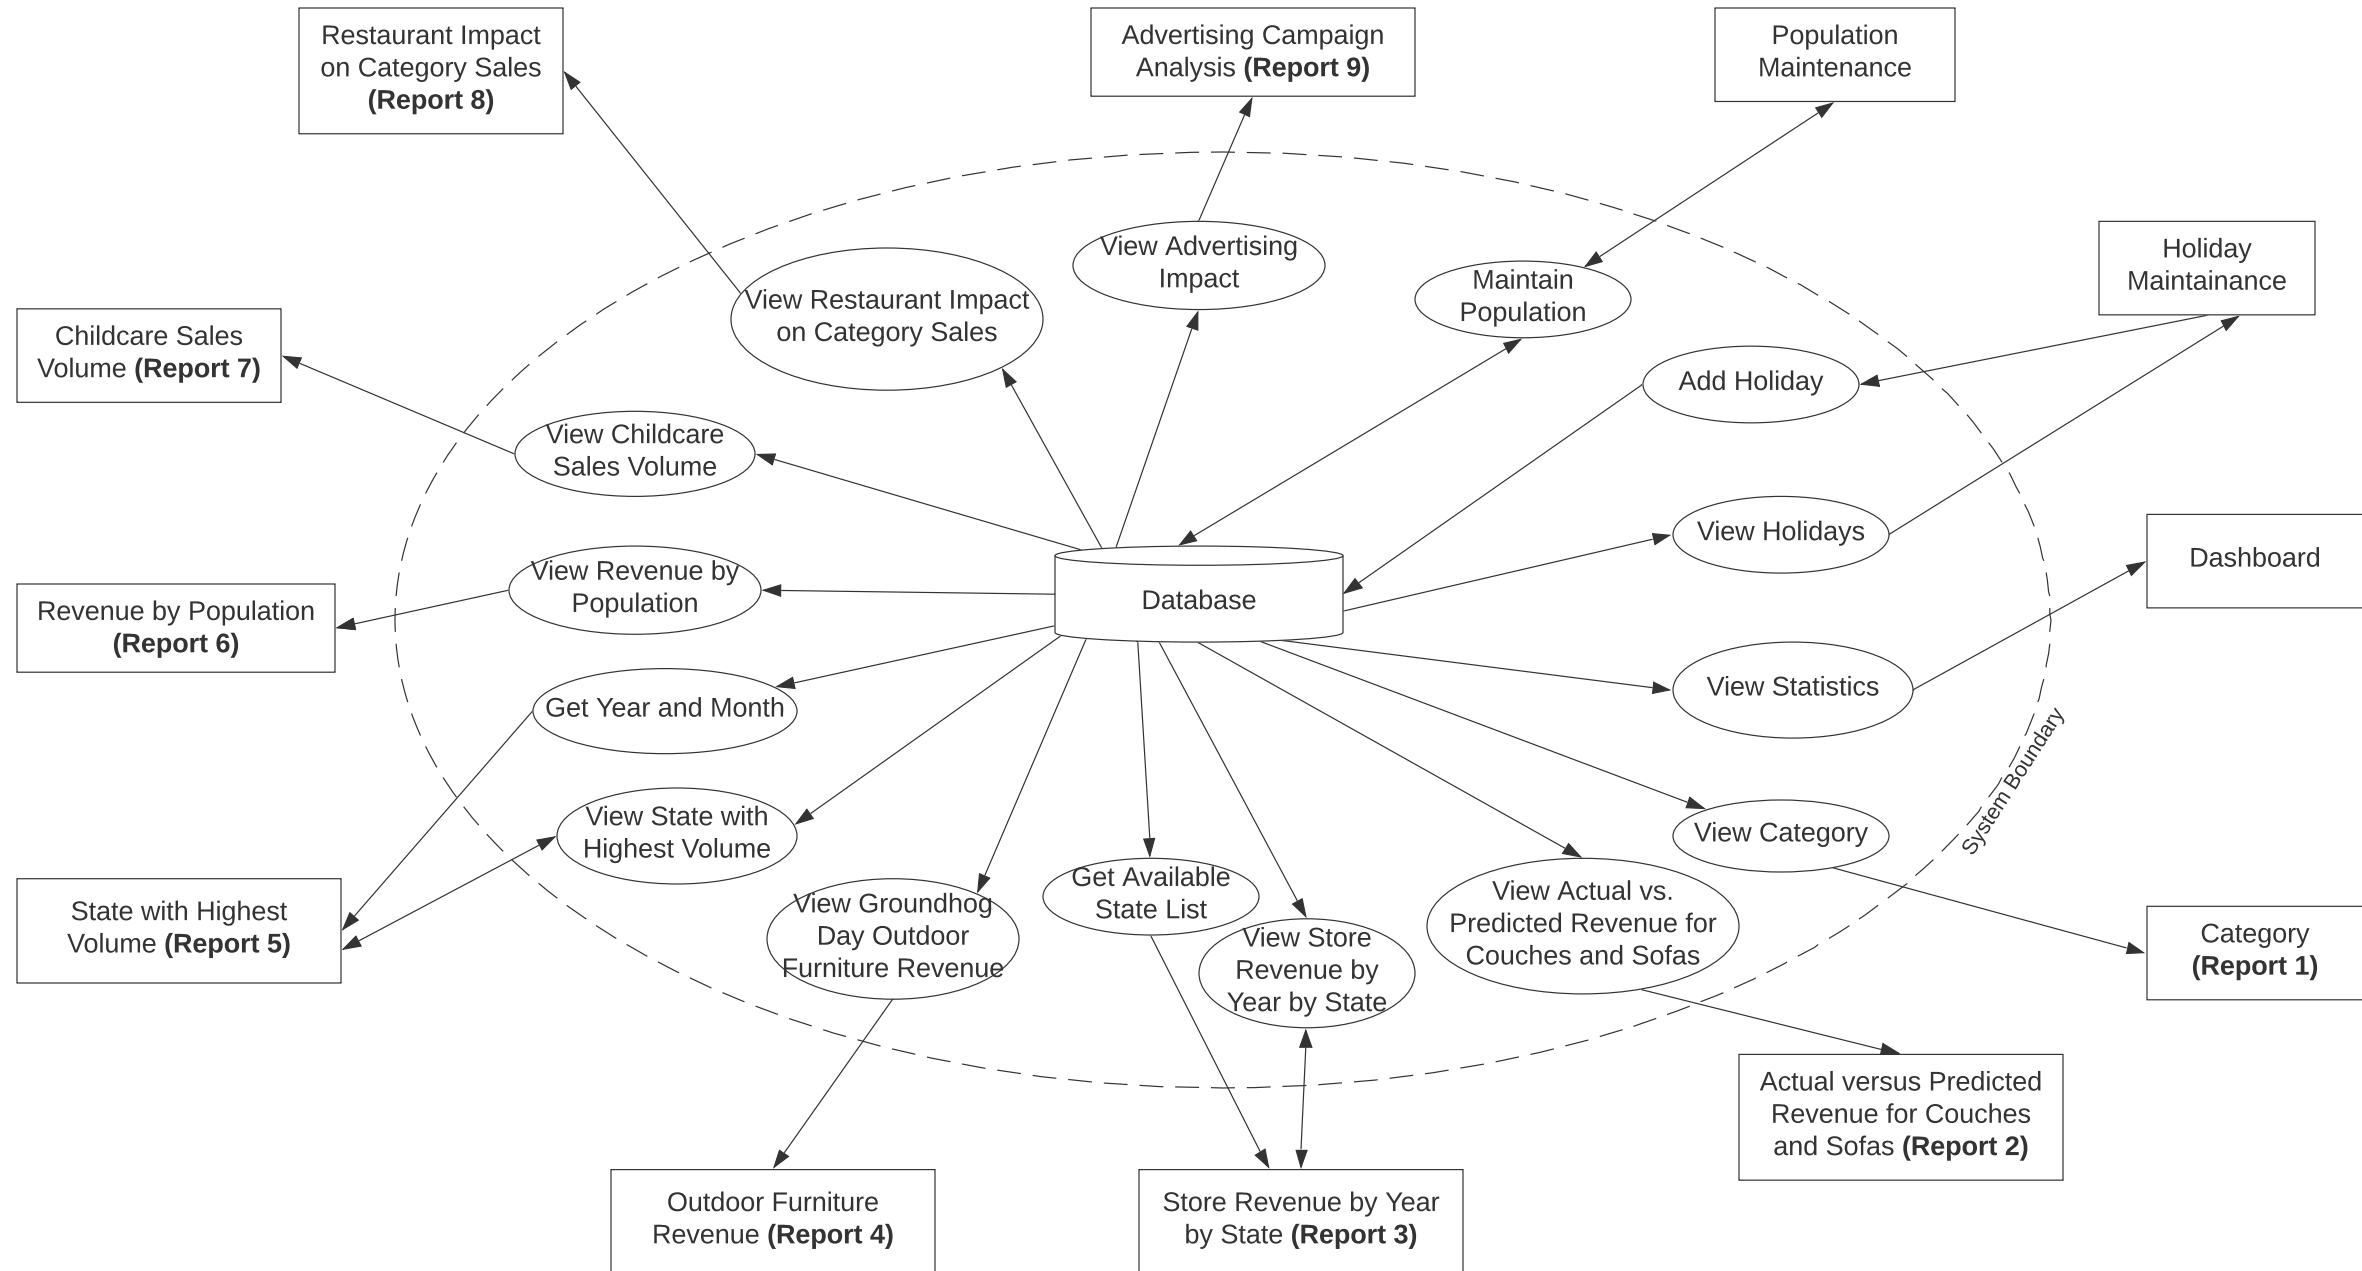 Restaurant Impact
on Category Sales
(Report 8)
Advertising Campaign
Analysis (Report 9)
Population
Maintenance
Holiday
Maintainance
View Advertising
Impact
View Restaurant Impact
on Category Sales
Maintain
Population
Childcare Sales
Volume (Report 7)
Add Holiday
View Childcare
Sales Volume
View Holidays
Dashboard
View Revenue by
Population
Database
Revenue by Population
(Report 6)
View Statistics
Get Year and Month
System Boundary
View State with
Highest Volume
View Category
State with Highest
Volume (Report 5)
View Groundhog
Day Outdoor
Furniture Revenue
Get Available
State List
View Store
Revenue by
Year by State
View Actual vs.
Predicted Revenue for
Couches and Sofas
Category
(Report 1)
Actual versus Predicted
Revenue for Couches
and Sofas (Report 2)
Outdoor Furniture
Revenue (Report 4)
Store Revenue by Year
by State (Report 3)